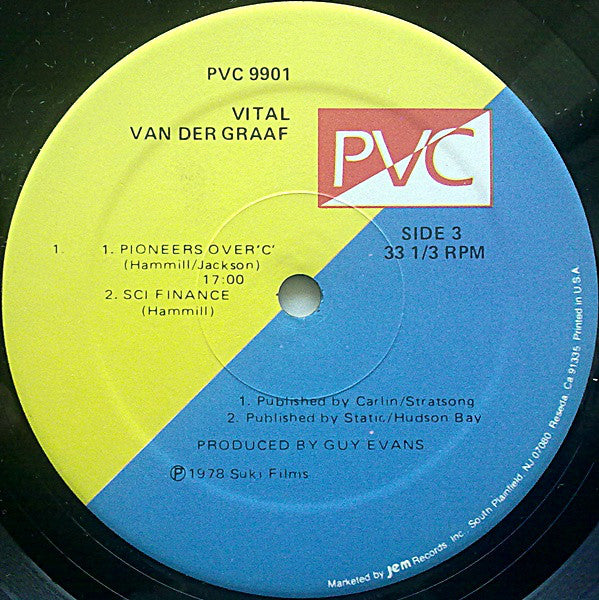 PVC 9901
VITAL
VAN DER GRAAF
PVC
SIDE 3
33 1/3 RPM
1. 1. PIONEERS OVER 'C'
(Hammill/Jackson)
17:00
2. SCI FINANCE
(Hammill)
1. Published by Carlin/Stratsong
2. Published by Static/Hudson Bay
PRODUCED BY GUY EVANS
Ⓟ 1978 Suki Films
Marketed by Jem Records, Inc., South Plainfield, NJ 07080 Reseda, Ca 91335 Printed in U.S.A.